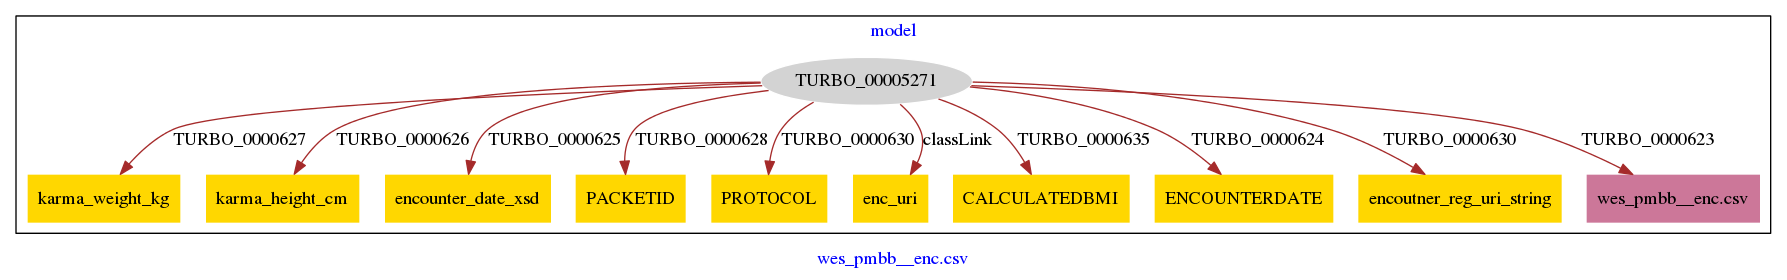 model
TURBO_00005271
TURBO_0000627
TURBO_0000626
TURBO_0000625
TURBO_0000628
TURBO_0000630
classLink
TURBO_0000635
TURBO_0000624
TURBO_0000630
TURBO_0000623
karma_weight_kg
karma_height_cm
encounter_date_xsd
PACKETID
PROTOCOL
enc_uri
CALCULATEDBMI
ENCOUNTERDATE
encoutner_reg_uri_string
wes_pmbb__enc.csv
wes_pmbb__enc.csv